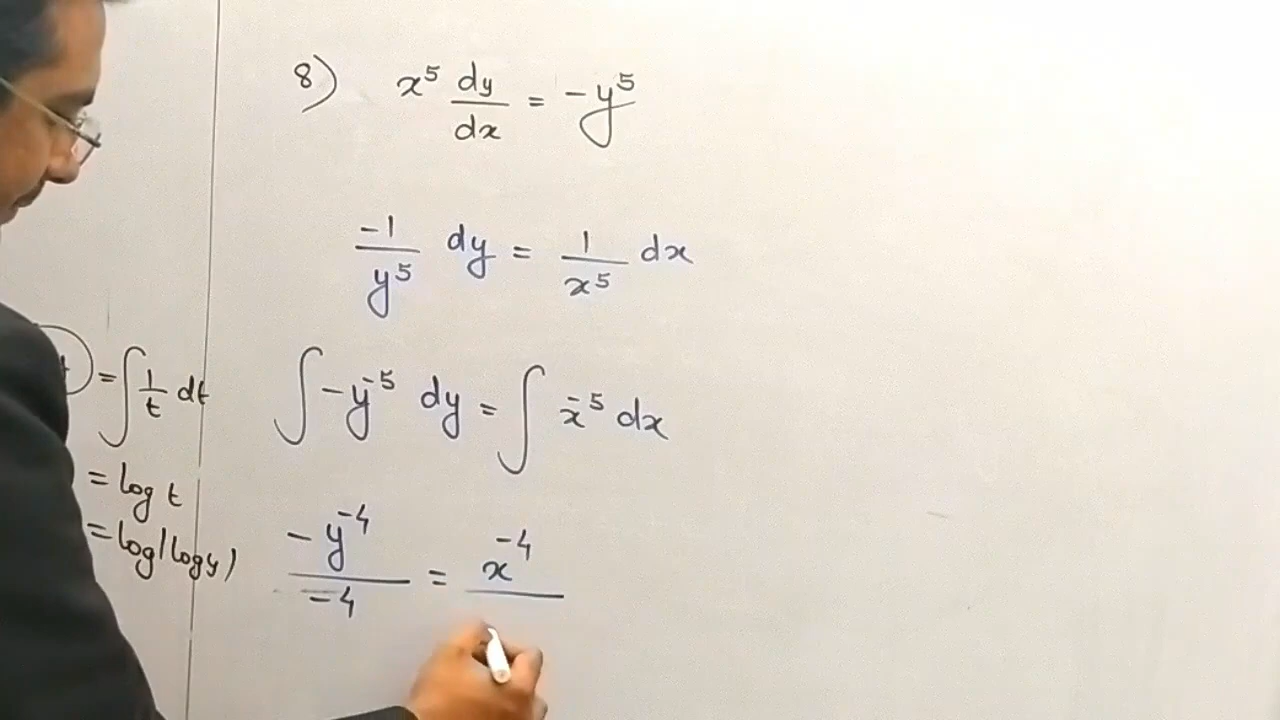 8) x⁵ dy/dx = -y⁵
-1/y⁵ dy = 1/x⁵ dx
∫ -y⁻⁵ dy = ∫ x⁻⁵ dx
-y⁻⁴/-4 = x⁻⁴/
= ∫ 1/t dt
= log t
= log(log y)